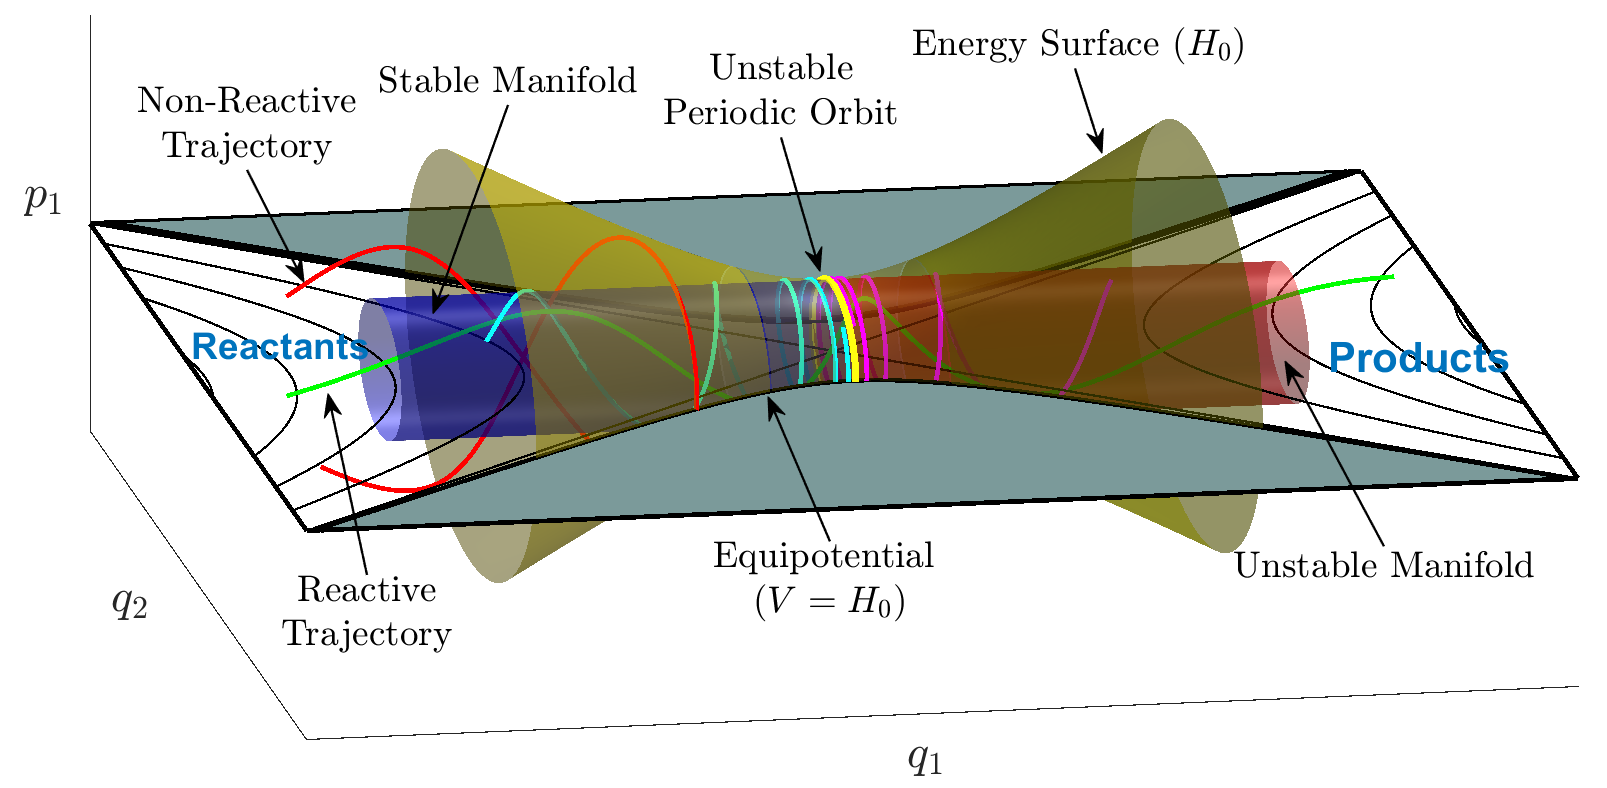 Energy Surface (H₀)
Unstable
Periodic Orbit
Stable Manifold
Non-Reactive
Trajectory
p₁
Reactants
Products
Equipotential
(V = H₀)
Unstable Manifold
Reactive
Trajectory
q₂
q₁